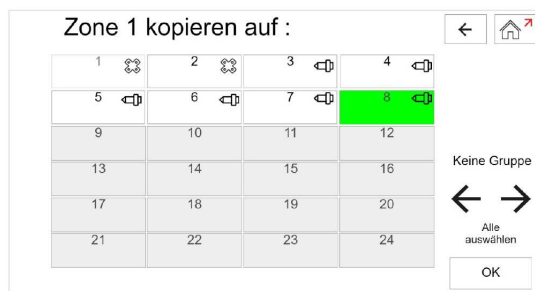 Zone 1 kopieren auf :
1 2 3 4
5 6 7 8
9 10 11 12
13 14 15 16
17 18 19 20
21 22 23 24
Keine Gruppe
Alle
auswählen
OK